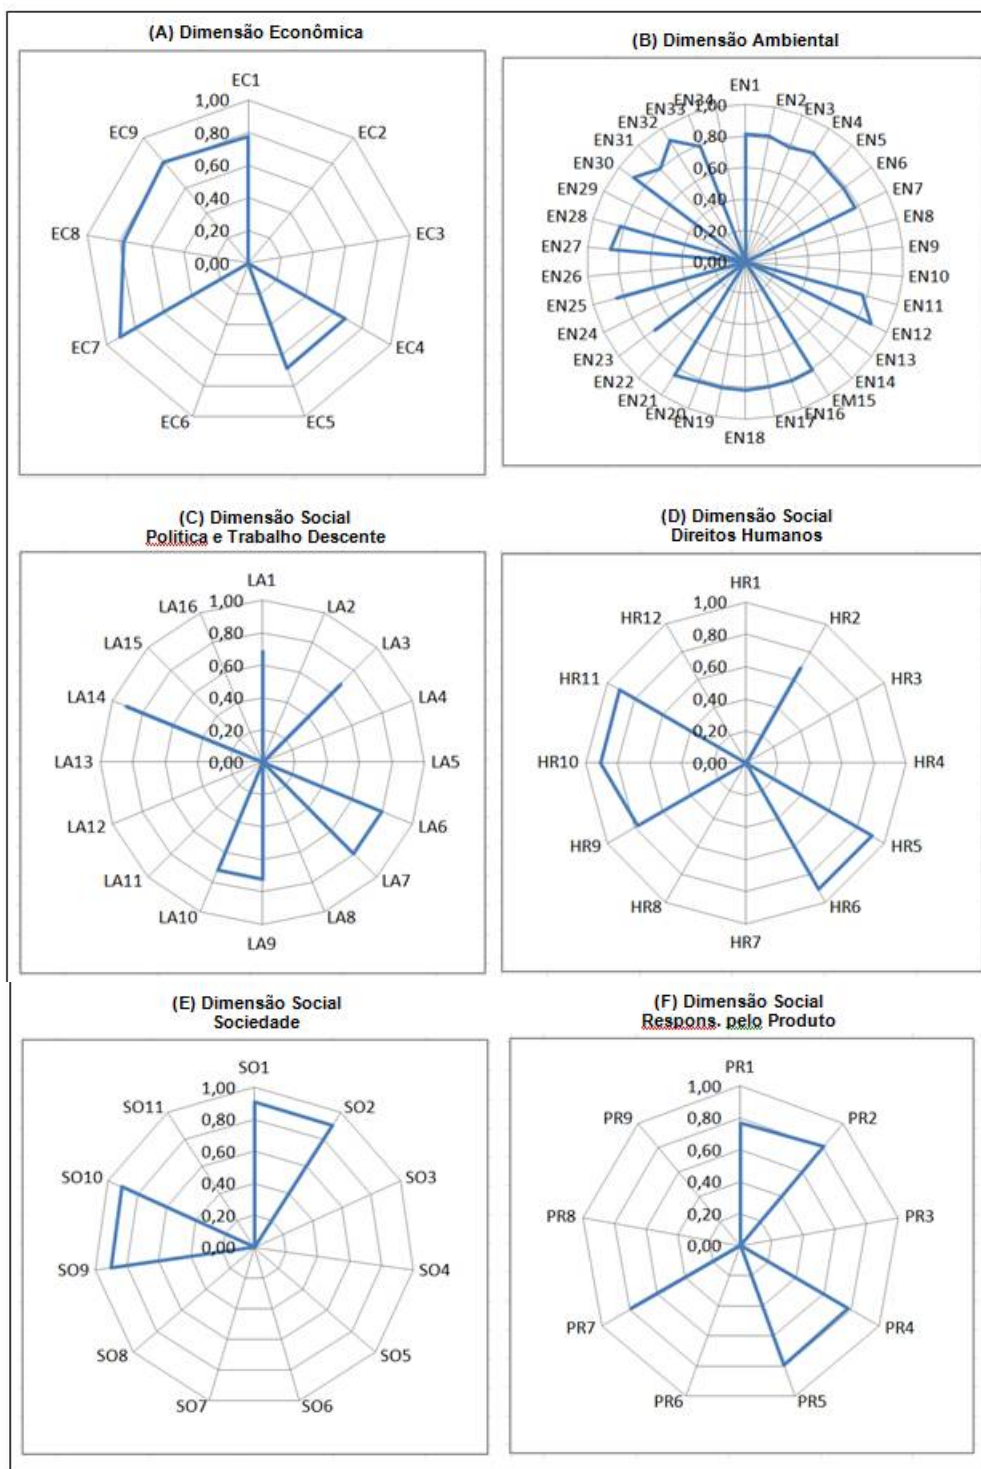 (A) Dimensão Econômica
EC1
1,00
EC9
EC2
0,80
0,60
0,40
EC8
EC3
0,20
0,00
EC7
EC4
EC6
EC5
(B) Dimensão Ambiental
EN1
EN34
EN2
EN33
1,00
EN3
EN32
EN4
EN31
0,80
EN5
EN30
0,60
EN6
EN29
0,40
EN7
EN28
0,20
EN8
EN27
0,00
EN9
EN26
EN10
EN25
EN11
EN24
EN12
EN23
EN13
EN22
EN14
EN21
EM15
EN20
EN16
EN19
EN17
EN18
(C) Dimensão Social
Politica e Trabalho Descente
LA1
LA16
1,00
LA2
LA15
0,80
LA3
0,60
LA14
0,40
LA4
0,20
LA13
0,00
LA5
LA12
LA6
LA11
LA7
LA10
LA8
LA9
(D) Dimensão Social
Direitos Humanos
HR1
1,00
HR12
HR2
0,80
0,60
HR11
HR3
0,40
0,20
HR10
0,00
HR4
HR9
HR5
HR8
HR6
HR7
(E) Dimensão Social
Sociedade
SO1
1,00
SO11
SO2
0,80
0,60
SO10
SO3
0,40
0,20
0,00
SO9
SO4
SO8
SO5
SO7
SO6
(F) Dimensão Social
Respons. pelo Produto
PR1
1,00
PR9
PR2
0,80
0,60
0,40
PR8
PR3
0,20
0,00
PR7
PR4
PR6
PR5